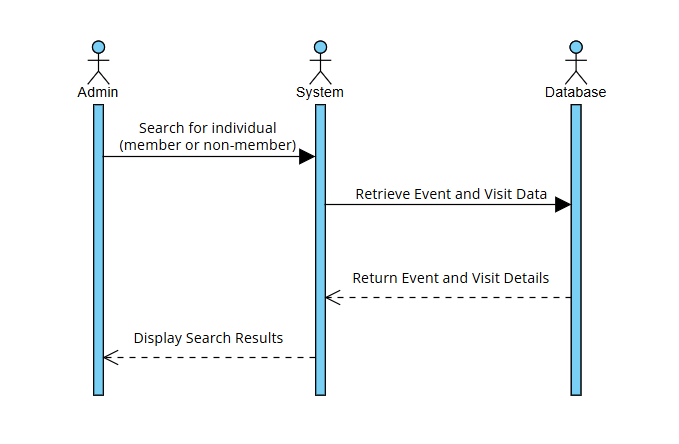 Admin
System
Database
Search for individual
(member or non-member)
Retrieve Event and Visit Data
Return Event and Visit Details
Display Search Results